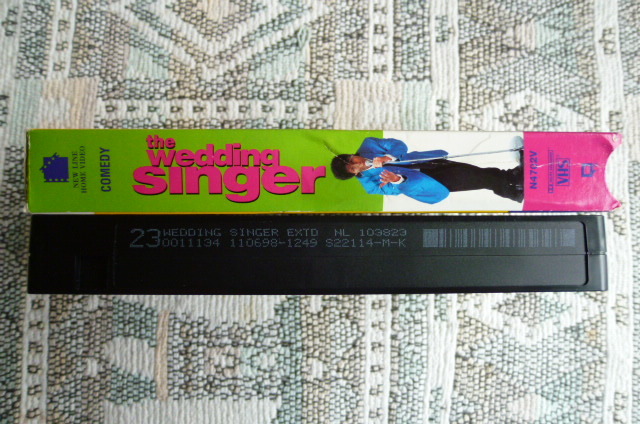 NEW LINE
HOME VIDEO
COMEDY
the
wedding
singer
N4702V
VHS
23
WEDDING SINGER EXTD NL 103823
0011134 110698-1249 S22114-M-K